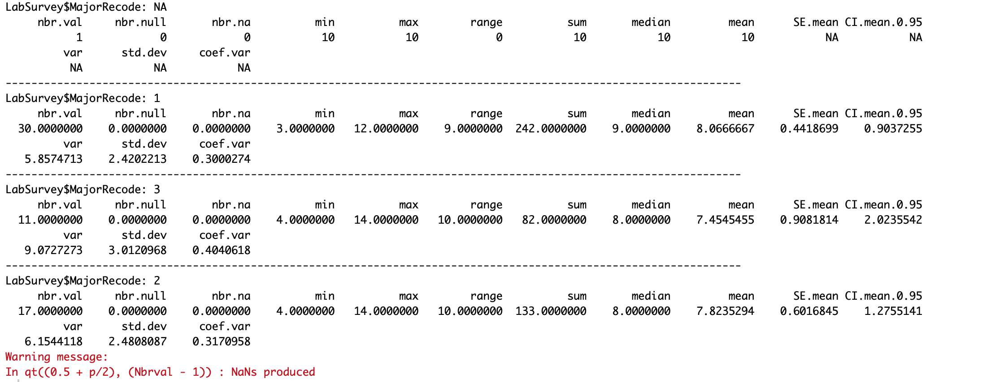 LabSurvey$MajorRecode: NA
     nbr.val     nbr.null       nbr.na          min          max        range          sum       median         mean      SE.mean CI.mean.0.95
           1            0            0           10           10            0           10           10           10           NA           NA
         var      std.dev     coef.var
          NA           NA           NA
-------------------------------------------------------------------------------------------------------------------
LabSurvey$MajorRecode: 1
     nbr.val     nbr.null       nbr.na          min          max        range          sum       median         mean      SE.mean CI.mean.0.95
  30.0000000    0.0000000    0.0000000    3.0000000   12.0000000    9.0000000  242.0000000    9.0000000    8.0666667    0.4418699    0.9037255
         var      std.dev     coef.var
   5.8574713    2.4202213    0.3000274
-------------------------------------------------------------------------------------------------------------------
LabSurvey$MajorRecode: 3
     nbr.val     nbr.null       nbr.na          min          max        range          sum       median         mean      SE.mean CI.mean.0.95
  11.0000000    0.0000000    0.0000000    4.0000000   14.0000000   10.0000000   82.0000000    8.0000000    7.4545455    0.9081814    2.0235542
         var      std.dev     coef.var
   9.0727273    3.0120968    0.4040618
-------------------------------------------------------------------------------------------------------------------
LabSurvey$MajorRecode: 2
     nbr.val     nbr.null       nbr.na          min          max        range          sum       median         mean      SE.mean CI.mean.0.95
  17.0000000    0.0000000    0.0000000    4.0000000   14.0000000   10.0000000  133.0000000    8.0000000    7.8235294    0.6016845    1.2755141
         var      std.dev     coef.var
   6.1544118    2.4808087    0.3170958
Warning message:
In qt((0.5 + p/2), (Nbrval - 1)) : NaNs produced